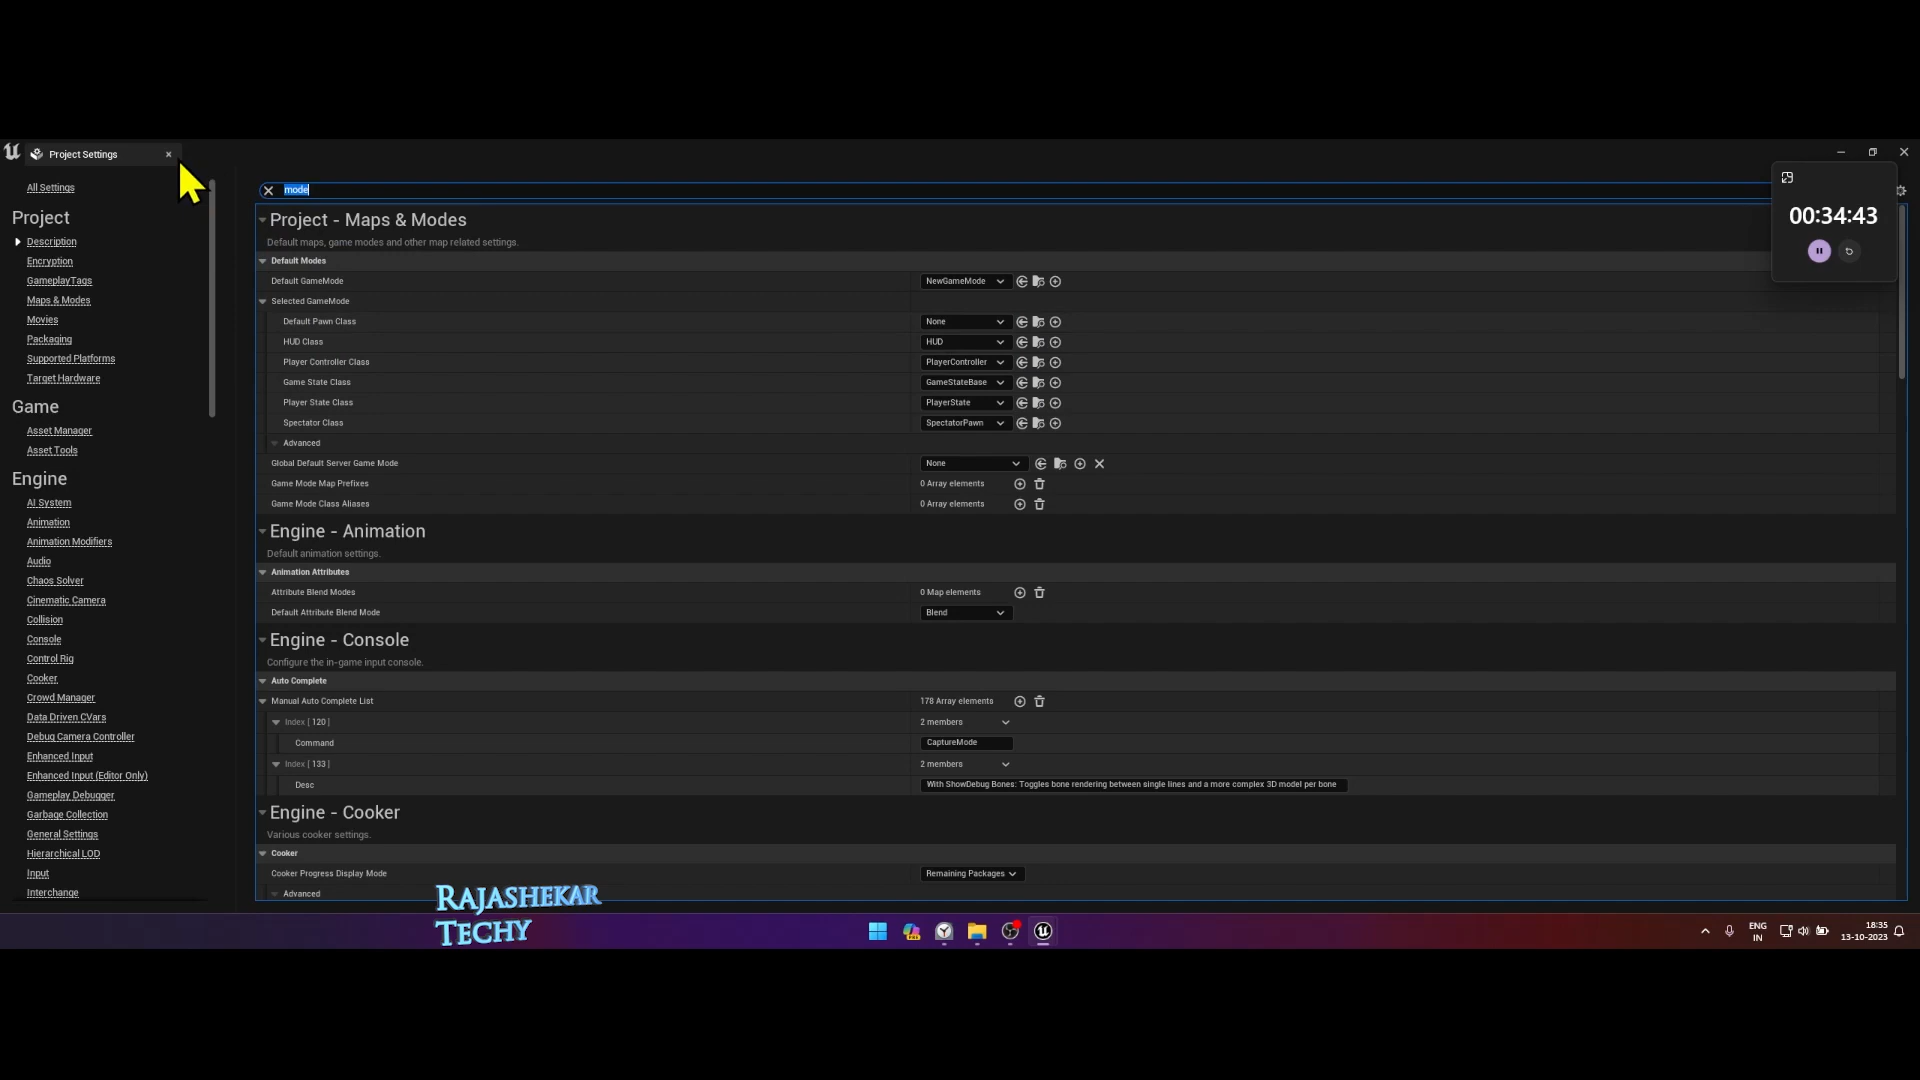 Project Settings
All Settings
Project
Description
Encryption
GameplayTags
Maps & Modes
Movies
Packaging
Supported Platforms
Target Hardware
Game
Asset Manager
Asset Tools
Engine
AI System
Animation
Animation Modifiers
Audio
Chaos Solver
Cinematic Camera
Collision
Console
Control Rig
Cooker
Crowd Manager
Data Driven CVars
Debug Camera Controller
Enhanced Input
Enhanced Input (Editor Only)
Gameplay Debugger
Garbage Collection
General Settings
Hierarchical LOD
Input
Interchange
mode
Project - Maps & Modes
Default maps, game modes and other map related settings.
Default Modes
Default GameMode NewGameMode
Selected GameMode
Default Pawn Class None
HUD Class HUD
Player Controller Class PlayerController
Game State Class GameStateBase
Player State Class PlayerState
Spectator Class SpectatorPawn
Advanced
Global Default Server Game Mode None
Game Mode Map Prefixes 0 Array elements
Game Mode Class Aliases 0 Array elements
Engine - Animation
Default animation settings.
Animation Attributes
Attribute Blend Modes 0 Map elements
Default Attribute Blend Mode Blend
Engine - Console
Configure the in-game input console.
Auto Complete
Manual Auto Complete List 178 Array elements
Index [ 120 ] 2 members
Command CaptureMode
Index [ 133 ] 2 members
Desc With ShowDebug Bones: Toggles bone rendering between single lines and a more complex 3D model per bone
Engine - Cooker
Various cooker settings.
Cooker
Cooker Progress Display Mode Remaining Packages
Advanced
00:34:43
RAJASHEKAR
TECHY
ENG
IN
18:35
13-10-2023